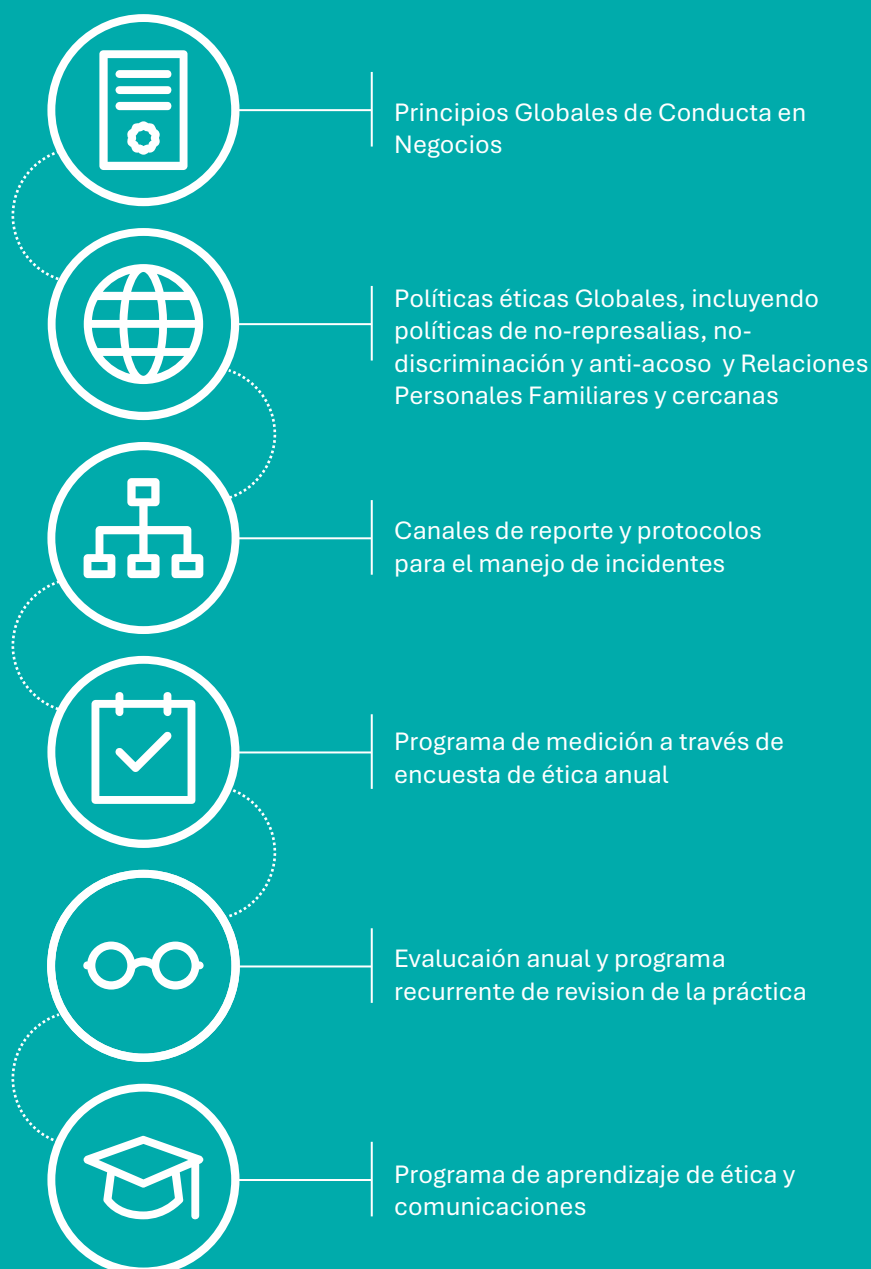 Principios Globales de Conducta en
Negocios
Políticas éticas Globales, incluyendo
políticas de no-represalias, no-
discriminación y anti-acoso  y Relaciones
Personales Familiares y cercanas
Canales de reporte y protocolos
para el manejo de incidentes
Programa de medición a través de
encuesta de ética anual
Evalucaión anual y programa
recurrente de revision de la práctica
Programa de aprendizaje de ética y
comunicaciones